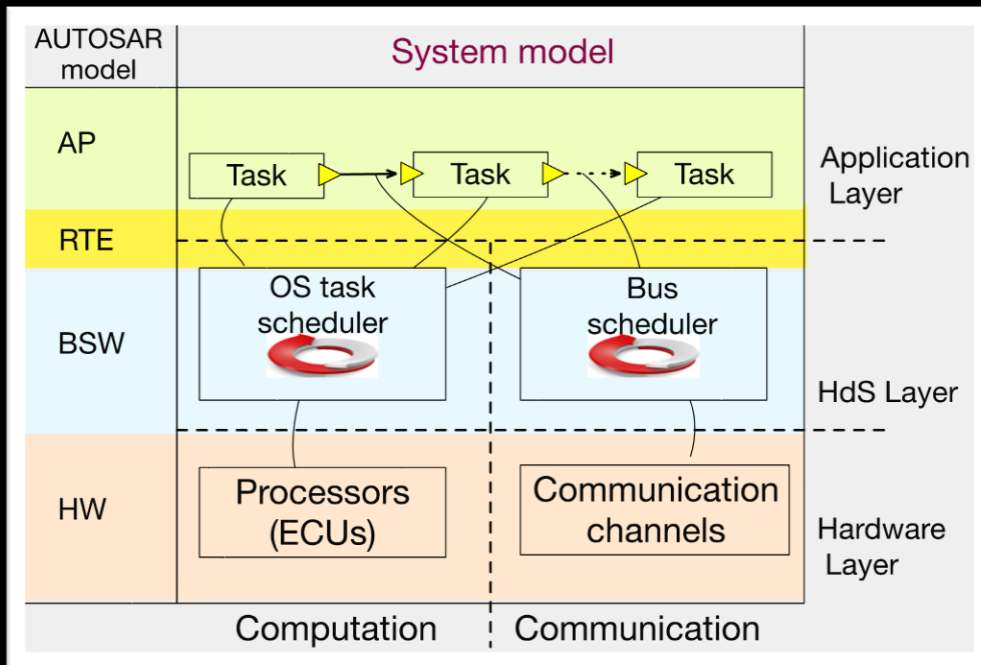 AUTOSAR
model
System model
AP
Task
Task
Task
Application
Layer
RTE
BSW
OS task
scheduler
Bus
scheduler
HdS Layer
HW
Processors
(ECUs)
Communication
channels
Hardware
Layer
Computation
Communication